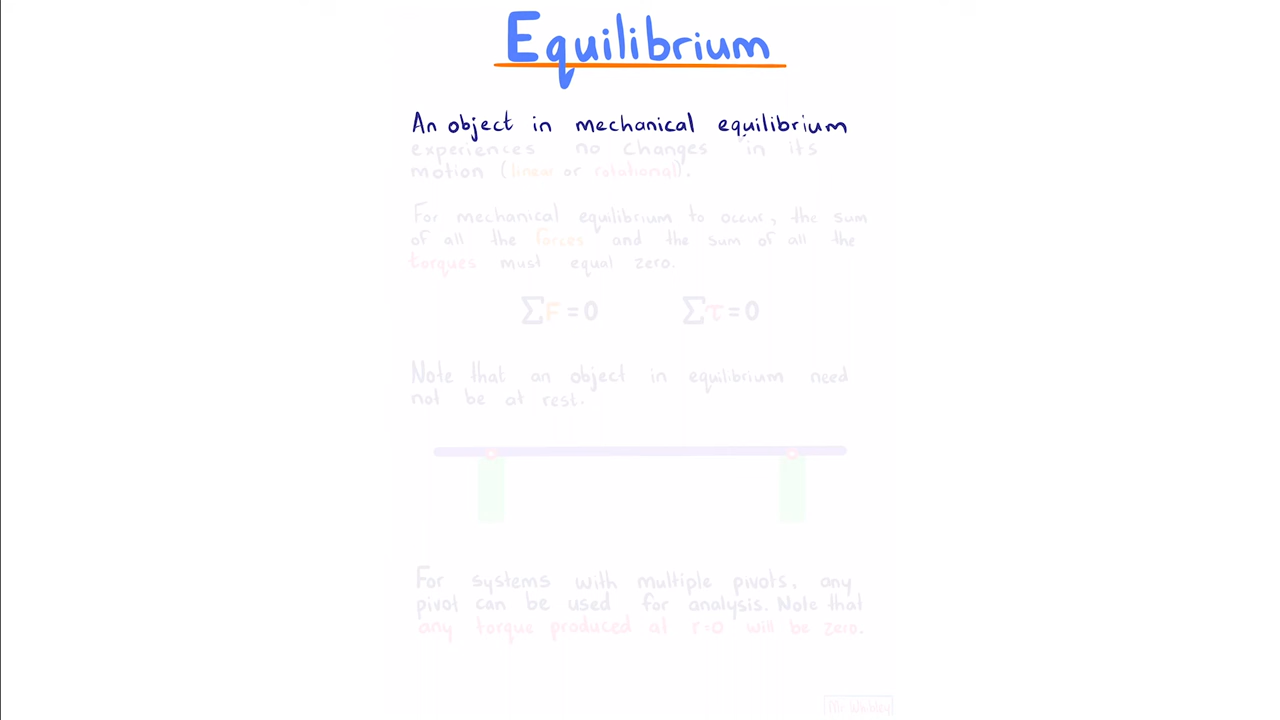 Equilibrium
An object in mechanical equilibrium
experiences no changes in its
motion (linear or rotational).
For mechanical equilibrium to occur, the sum
of all the forces and the sum of all the
torques must equal zero.
ΣF = 0 Στ = 0
Note that an object in equilibrium need
not be at rest.
For systems with multiple pivots, any
pivot can be used for analysis. Note that
any torque produced at r=0 will be zero.